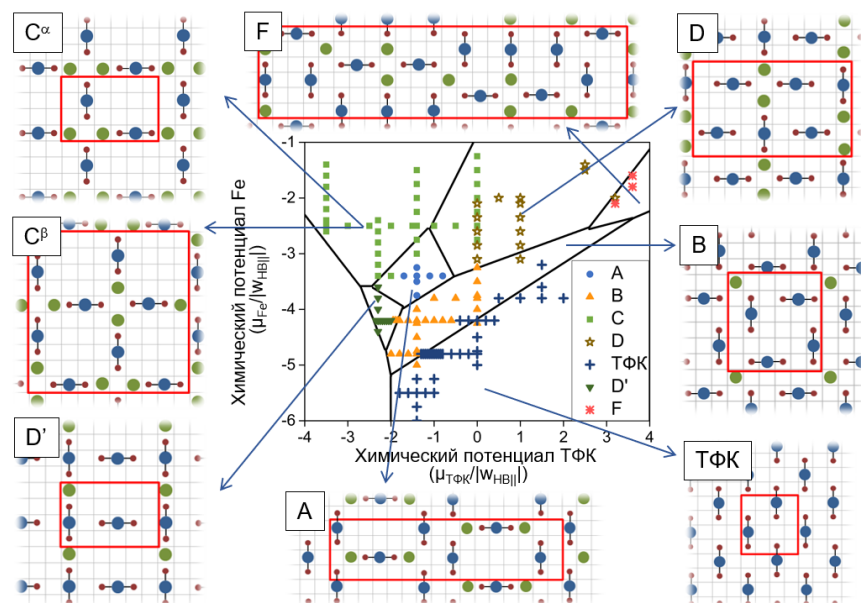 Cα
F
D
Cβ
B
D'
A
ТФК
-1
-2
-3
-4
-5
-6
-4
-3
-2
-1
0
1
2
3
4
Химический потенциал Fe
(μFe/|wHB|||)
Химический потенциал ТФК
(μТФК/|wHB|||)
A
B
C
D
ТФК
D'
F